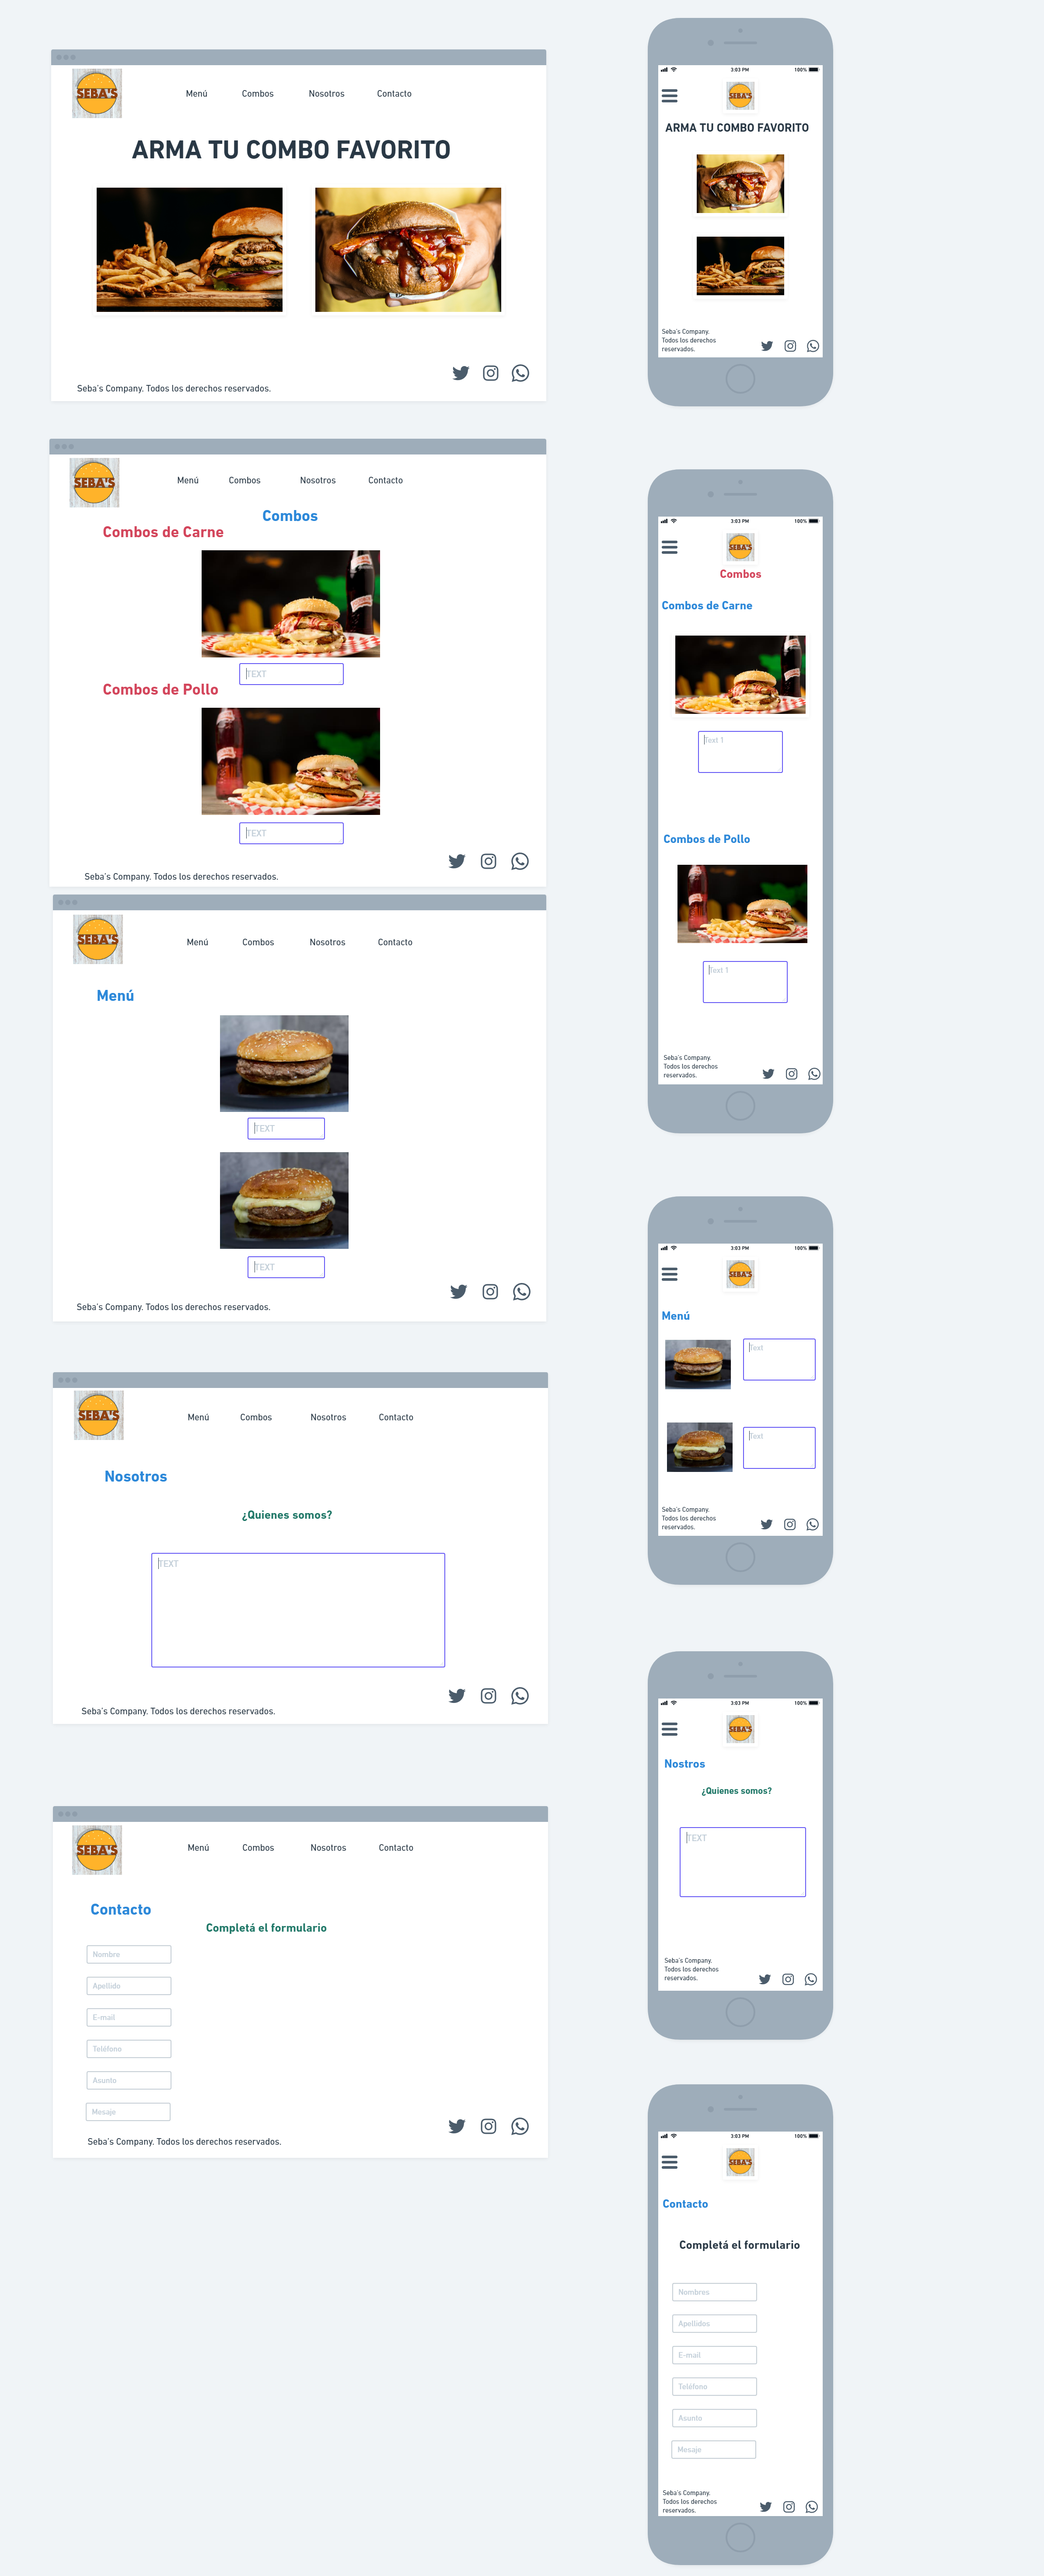 SEBA'S
Menú
Combos
Nosotros
Contacto
ARMA TU COMBO FAVORITO
Seba's Company. Todos los derechos reservados.
SEBA'S
Menú
Combos
Nosotros
Contacto
Combos
Combos de Carne
TEXT
Combos de Pollo
TEXT
Seba's Company. Todos los derechos reservados.
SEBA'S
Menú
Combos
Nosotros
Contacto
Menú
TEXT
TEXT
Seba's Company. Todos los derechos reservados.
SEBA'S
Menú
Combos
Nosotros
Contacto
Nosotros
¿Quienes somos?
TEXT
Seba's Company. Todos los derechos reservados.
SEBA'S
Menú
Combos
Nosotros
Contacto
Contacto
Completá el formulario
Nombre
Apellido
E-mail
Teléfono
Asunto
Mesaje
Seba's Company. Todos los derechos reservados.
3:03 PM
100%
SEBA'S
ARMA TU COMBO FAVORITO
Seba's Company.
Todos los derechos
reservados.
3:03 PM
100%
SEBA'S
Combos
Combos de Carne
Text 1
Combos de Pollo
Text 1
Seba's Company.
Todos los derechos
reservados.
3:03 PM
100%
SEBA'S
Menú
Text
Text
Seba's Company.
Todos los derechos
reservados.
3:03 PM
100%
SEBA'S
Nostros
¿Quienes somos?
TEXT
Seba's Company.
Todos los derechos
reservados.
3:03 PM
100%
SEBA'S
Contacto
Completá el formulario
Nombres
Apellidos
E-mail
Teléfono
Asunto
Mesaje
Seba's Company.
Todos los derechos
reservados.